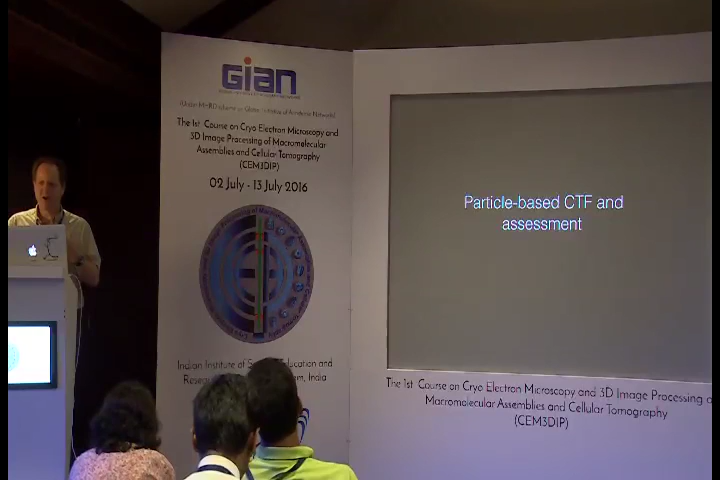 GIAN
The 1st Course on Cryo Electron Microscopy and
3D Image Processing of Macromolecular
Assemblies and Cellular Tomography
(CEM3DIP)
02 July - 13 July 2016
Indian Institute of Education and
India
Particle-based CTF and
assessment
The 1st Course on Cryo Electron Microscopy and 3D Image Processing
Macromolecular Assemblies and Cellular Tomography
(CEM3DIP)